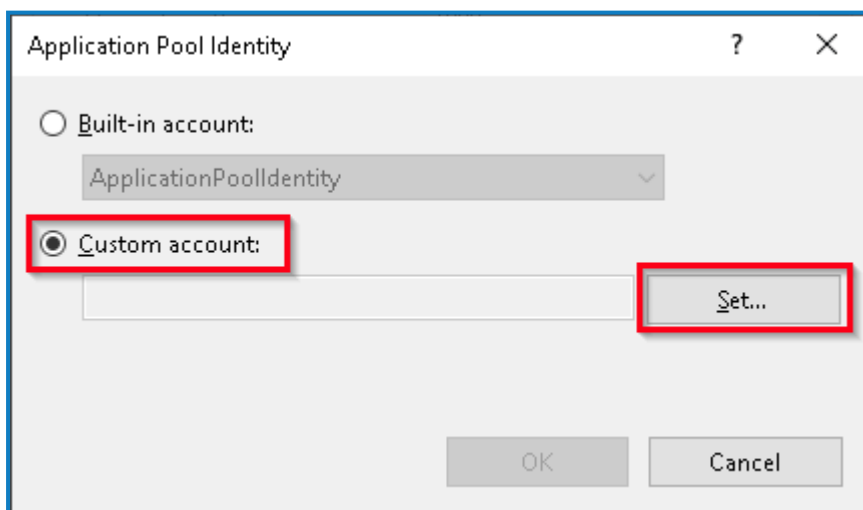 Application Pool Identity
?
Built-in account:
ApplicationPoolIdentity
Custom account:
Set...
OK
Cancel